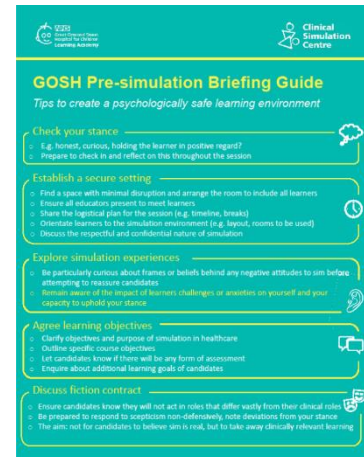 NHS
Great Ormond Street
Hospital for Children
Learning Academy
Clinical
Simulation
Centre
GOSH Pre-simulation Briefing Guide
Tips to create a psychologically safe learning environment
Check your stance
E.g. honest, curious, holding the learner in positive regard?
Prepare to check in and reflect on this throughout the session
Establish a secure setting
Find a space with minimal disruption and arrange the room to include all learners
Ensure all educators present to meet learners
Share the logistical plan for the session (e.g. timeline, breaks)
Orientate learners to the simulation environment (e.g. layout, rooms to be used)
Discuss the respectful and confidential nature of simulation
Explore simulation experiences
Be particularly curious about frames or beliefs behind any negative attitudes to sim before
attempting to reassure candidates
Remain aware of the impact of learners challenges or anxieties on yourself and your
capacity to uphold your stance
Agree learning objectives
Clarify objectives and purpose of simulation in healthcare
Outline specific course objectives
Let candidates know if there will be any form of assessment
Enquire about additional learning goals of candidates
Discuss fiction contract
Ensure candidates know they will not act in roles that differ vastly from their clinical roles
Be prepared to respond to scepticism non-defensively, note deviations from your stance
The aim: not for candidates to believe sim is real, but to take away clinically relevant learning